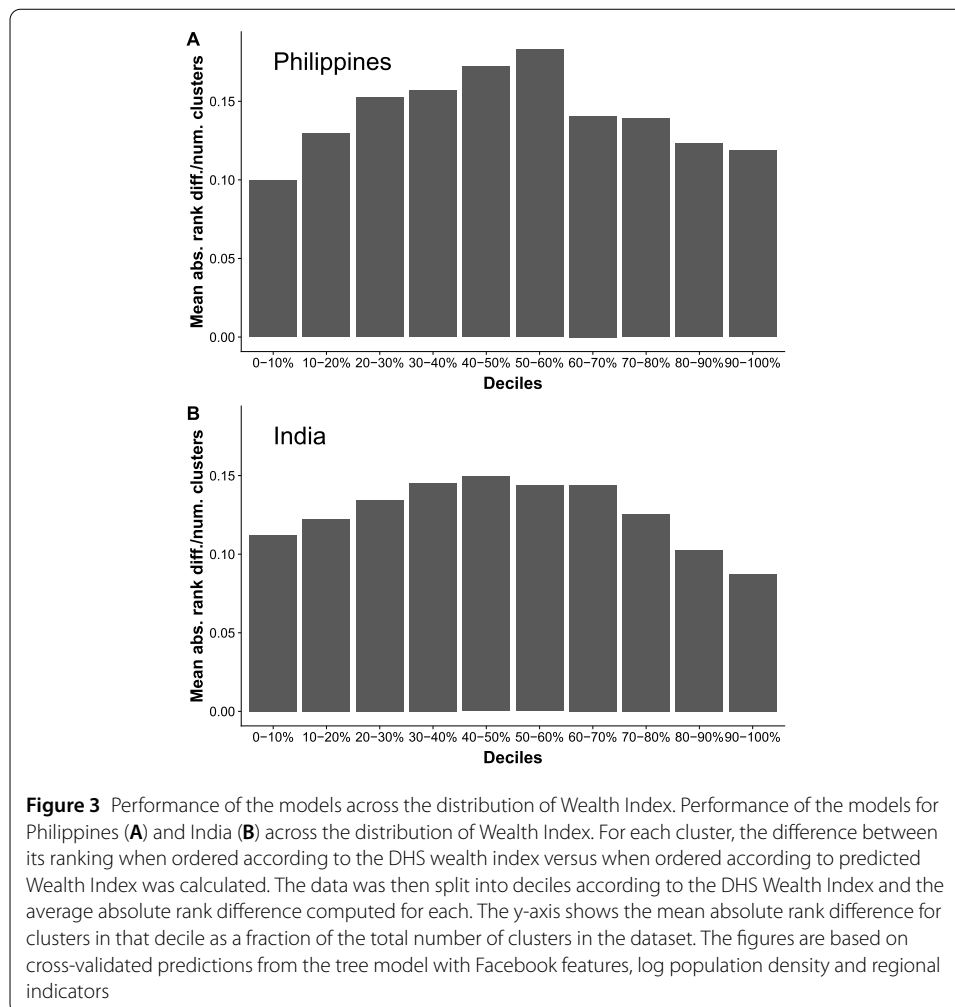 A
Philippines
Mean abs. rank diff./num. clusters
0.15
0.10
0.05
0.00
0−10% 10−20% 20−30% 30−40% 40−50% 50−60% 60−70% 70−80% 80−90% 90−100%
Deciles
B
India
Mean abs. rank diff./num. clusters
0.15
0.10
0.05
0.00
0−10% 10−20% 20−30% 30−40% 40−50% 50−60% 60−70% 70−80% 80−90% 90−100%
Deciles
Figure 3 Performance of the models across the distribution of Wealth Index. Performance of the models for
Philippines (A) and India (B) across the distribution of Wealth Index. For each cluster, the difference between
its ranking when ordered according to the DHS wealth index versus when ordered according to predicted
Wealth Index was calculated. The data was then split into deciles according to the DHS Wealth Index and the
average absolute rank difference computed for each. The y-axis shows the mean absolute rank difference for
clusters in that decile as a fraction of the total number of clusters in the dataset. The figures are based on
cross-validated predictions from the tree model with Facebook features, log population density and regional
indicators